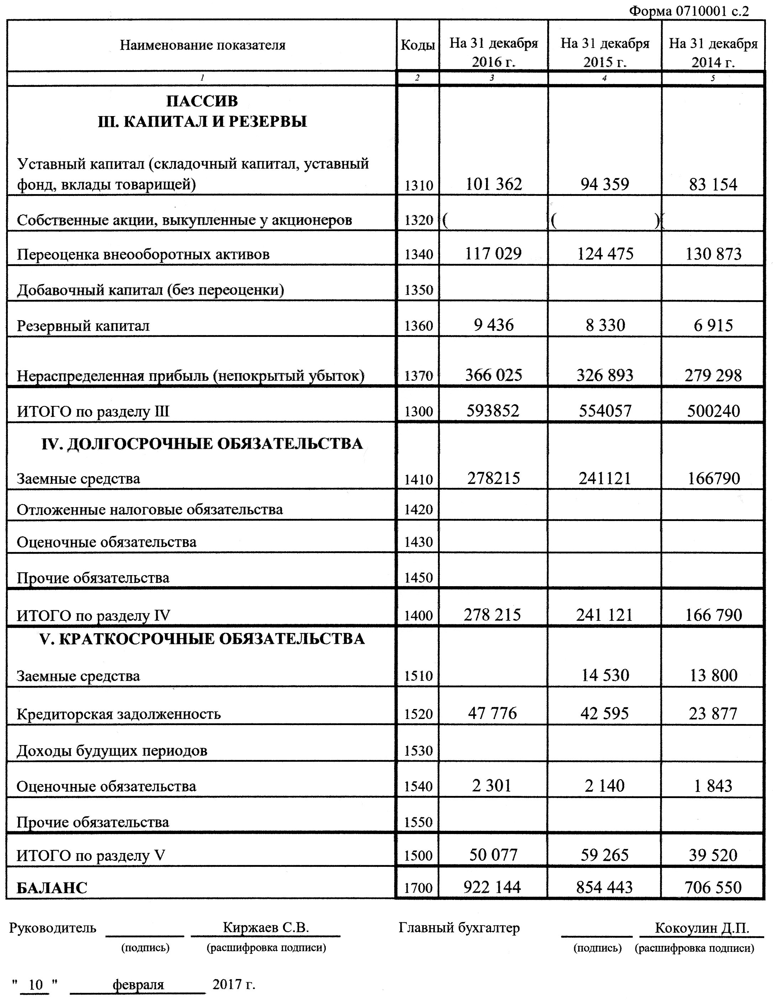 Форма 0710001 с.2
Наименование показателя Коды На 31 декабря 2016 г. На 31 декабря 2015 г. На 31 декабря 2014 г.
1 2 3 4 5
ПАССИВ
III. КАПИТАЛ И РЕЗЕРВЫ
Уставный капитал (складочный капитал, уставный
фонд, вклады товарищей) 1310 101 362 94 359 83 154
Собственные акции, выкупленные у акционеров 1320 ( ( ) (
Переоценка внеооборотных активов 1340 117 029 124 475 130 873
Добавочный капитал (без переоценки) 1350
Резервный капитал 1360 9 436 8 330 6 915
Нераспределенная прибыль (непокрытый убыток) 1370 366 025 326 893 279 298
ИТОГО по разделу III 1300 593852 554057 500240
IV. ДОЛГОСРОЧНЫЕ ОБЯЗАТЕЛЬСТВА
Заемные средства 1410 278215 241121 166790
Отложенные налоговые обязательства 1420
Оценочные обязательства 1430
Прочие обязательства 1450
ИТОГО по разделу IV 1400 278 215 241 121 166 790
V. КРАТКОСРОЧНЫЕ ОБЯЗАТЕЛЬСТВА
Заемные средства 1510 14 530 13 800
Кредиторская задолженность 1520 47 776 42 595 23 877
Доходы будущих периодов 1530
Оценочные обязательства 1540 2 301 2 140 1 843
Прочие обязательства 1550
ИТОГО по разделу V 1500 50 077 59 265 39 520
БАЛАНС 1700 922 144 854 443 706 550
Руководитель Киржаев С.В. Главный бухгалтер Кокоулин Д.П.
(подпись) (расшифровка подписи) (подпись) (расшифровка подписи)
" 10 " февраля 2017 г.